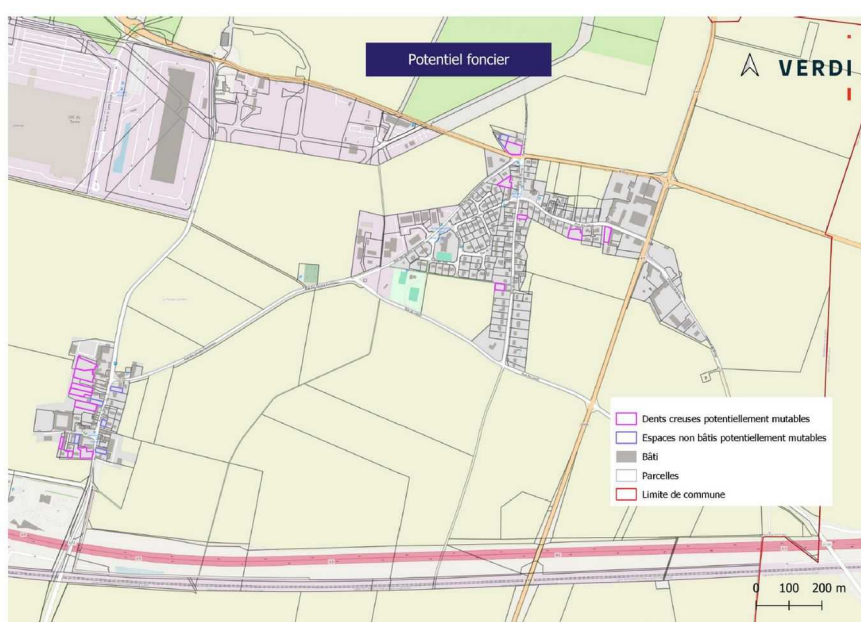 Potentiel foncier
VERDI
Dents creuses potentiellement mutables
Espaces non bâtis potentiellement mutables
Bâti
Parcelles
Limite de commune
0 100 200 m